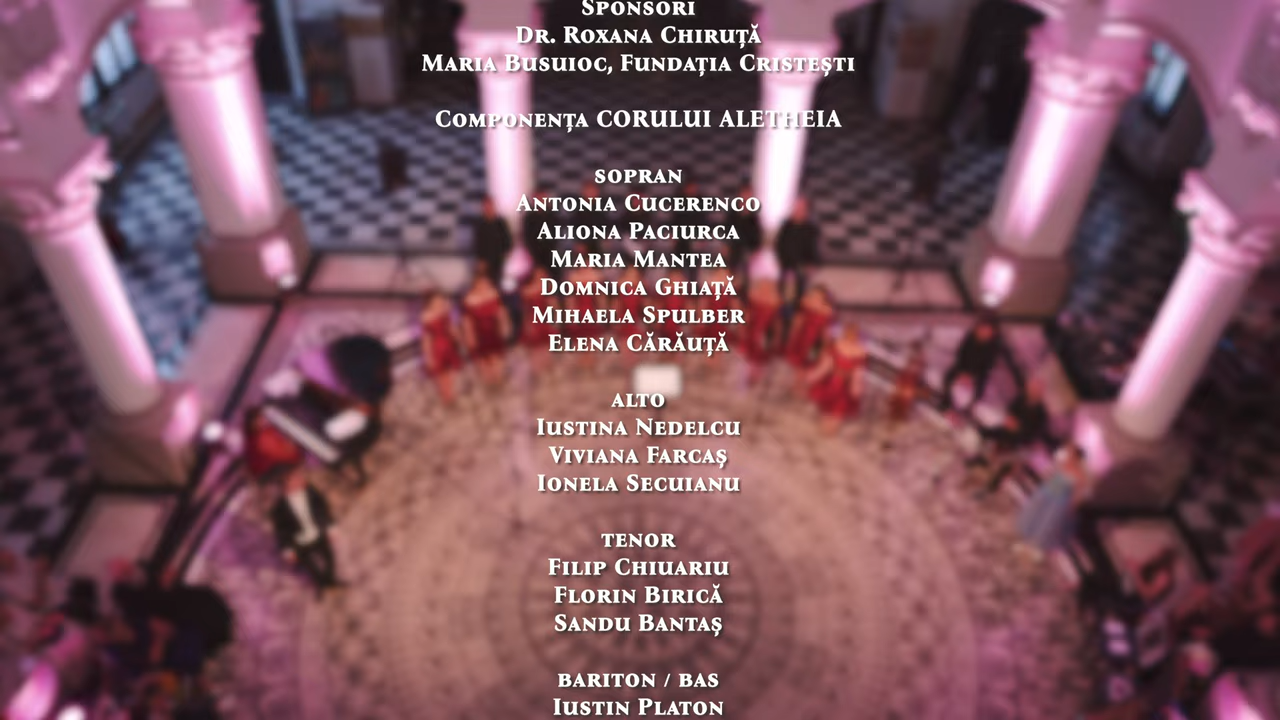 Sponsori
Dr. Roxana Chiruță
Maria Busuioc, Fundația Cristești
Componența CORULUI ALETHEIA
SOPRAN
Antonia Cucerenco
Aliona Paciurca
Maria Mantea
Domnica Ghiață
Mihaela Spulber
Elena Cărăuță
ALTO
Iustina Nedelcu
Viviana Farcaș
Ionela Secuianu
TENOR
Filip Chiuariu
Florin Birică
Sandu Bantaș
BARITON / BAS
Iustin Platon